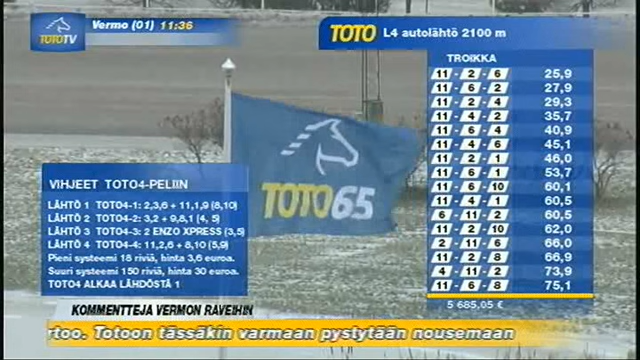 TOTOTV
Vermo (01) 11:36
TOTO L4 autolähtö 2100 m
TROIKKA
11 - 2 - 6 25,9
11 - 6 - 2 27,9
11 - 2 - 4 29,3
11 - 4 - 2 35,7
11 - 6 - 4 40,9
11 - 4 - 6 45,1
11 - 2 - 1 46,0
11 - 6 - 1 53,7
11 - 6 - 10 60,1
11 - 4 - 1 60,5
6 - 11 - 2 60,5
11 - 2 - 10 62,0
2 - 11 - 6 66,0
11 - 2 - 8 66,9
4 - 11 - 2 73,9
11 - 6 - 8 75,1
5 685,05 €
TOTO65
VIHJEET TOTO4-PELIIN
LÄHTÖ 1 TOTO4-1: 2,3,6 + 11,1,9 (8,10)
LÄHTÖ 2 TOTO4-2: 3,2 + 9,8,1 (4, 5)
LÄHTÖ 3 TOTO4-3: 2 ENZO XPRESS (3,5)
LÄHTÖ 4 TOTO4-4: 11,2,6 + 8,10 (5,9)
Pieni systeemi 18 riviä, hinta 3,6 euroa.
Suuri systeemi 150 riviä, hinta 30 euroa.
TOTO4 ALKAA LÄHDÖSTÄ 1
KOMMENTTEJA VERMON RAVEIHIN
rtoo. Totoon tässäkin varmaan pystytään nousemaan